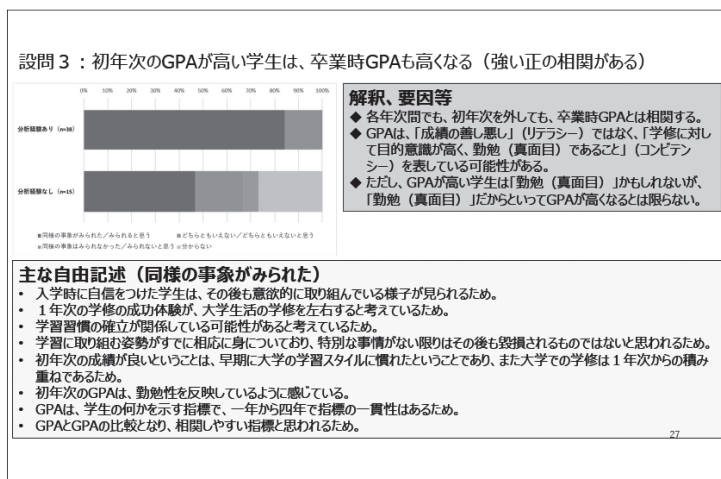 設問３：初年次のGPAが高い学生は、卒業時GPAも高くなる（強い正の相関がある）
0% 10% 20% 30% 40% 50% 60% 70% 80% 90% 100%
分析経験あり（n=38）
分析経験なし（n=15）
■同様の事象がみられた／みられると思う ■どちらともいえない／どちらともいえないと思う
■同様の事象はみられなかった／みられないと思う ■分からない
解釈、要因等
◆ 各年次間でも、初年次を外しても、卒業時GPAとは相関する。
◆ GPAは、「成績の善し悪し」（リテラシー）ではなく、「学修に対し
て目的意識が高く、勤勉（真面目）であること」（コンピテン
シー）を表している可能性がある。
◆ ただし、GPAが高い学生は「勤勉（真面目）」かもしれないが、
「勤勉（真面目）」だからといってGPAが高くなるとは限らない。
主な自由記述（同様の事象がみられた）
• 入学時に自信をつけた学生は、その後も意欲的に取り組んでいる様子が見られるため。
• １年次の学修の成功体験が、大学生活の学修を左右すると考えているため。
• 学習習慣の確立が関係している可能性があると考えているため。
• 学習に取り組む姿勢がすでに相応に身についており、特別な事情がない限りはその後も毀損されるものではないと思われるため。
• 初年次の成績が良いということは、早期に大学の学習スタイルに慣れたということであり、また大学での学修は１年次からの積み
重ねであるため。
• 初年次のGPAは、勤勉性を反映しているように感じている。
• GPAは、学生の何かを示す指標で、一年から四年で指標の一貫性はあるため。
• GPAとGPAの比較となり、相関しやすい指標と思われるため。
27